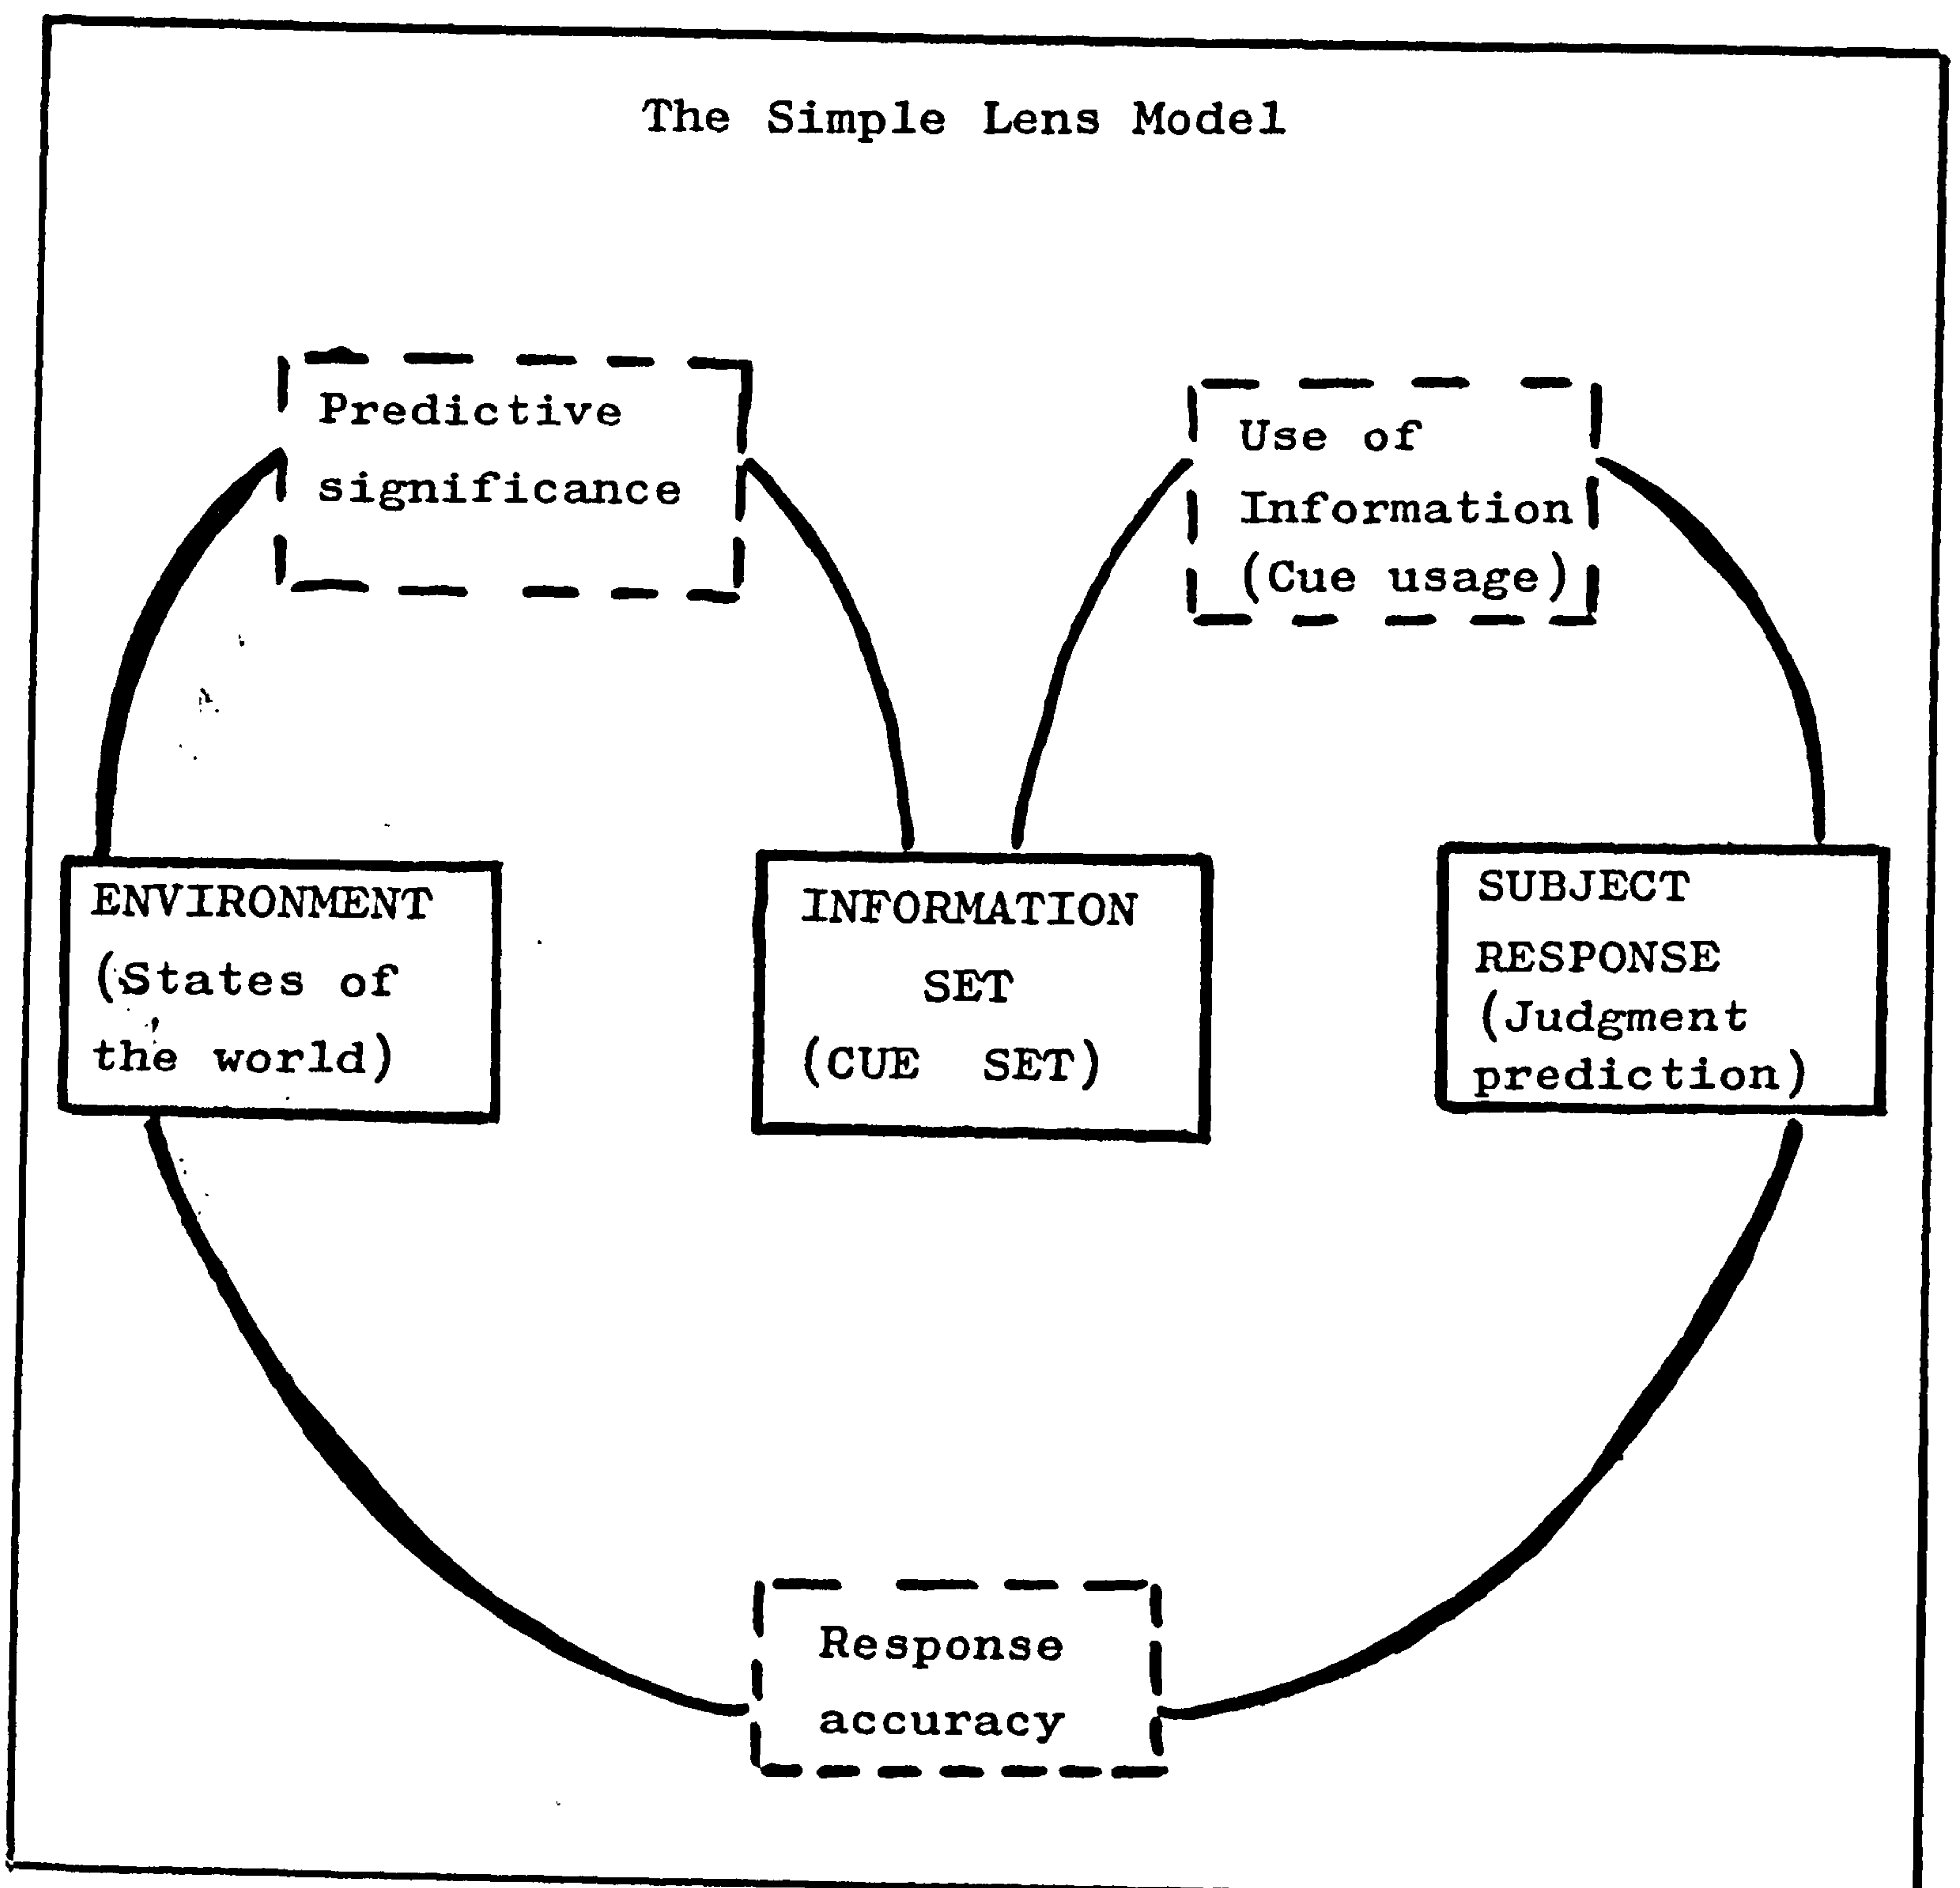 The Simple Lens Model
Predictive
significance
Use of
Information
(Cue usage)
ENVIRONMENT
(States of
the world)
INFORMATION
SET
(CUE SET)
SUBJECT
RESPONSE
(Judgment
prediction)
Response
accuracy